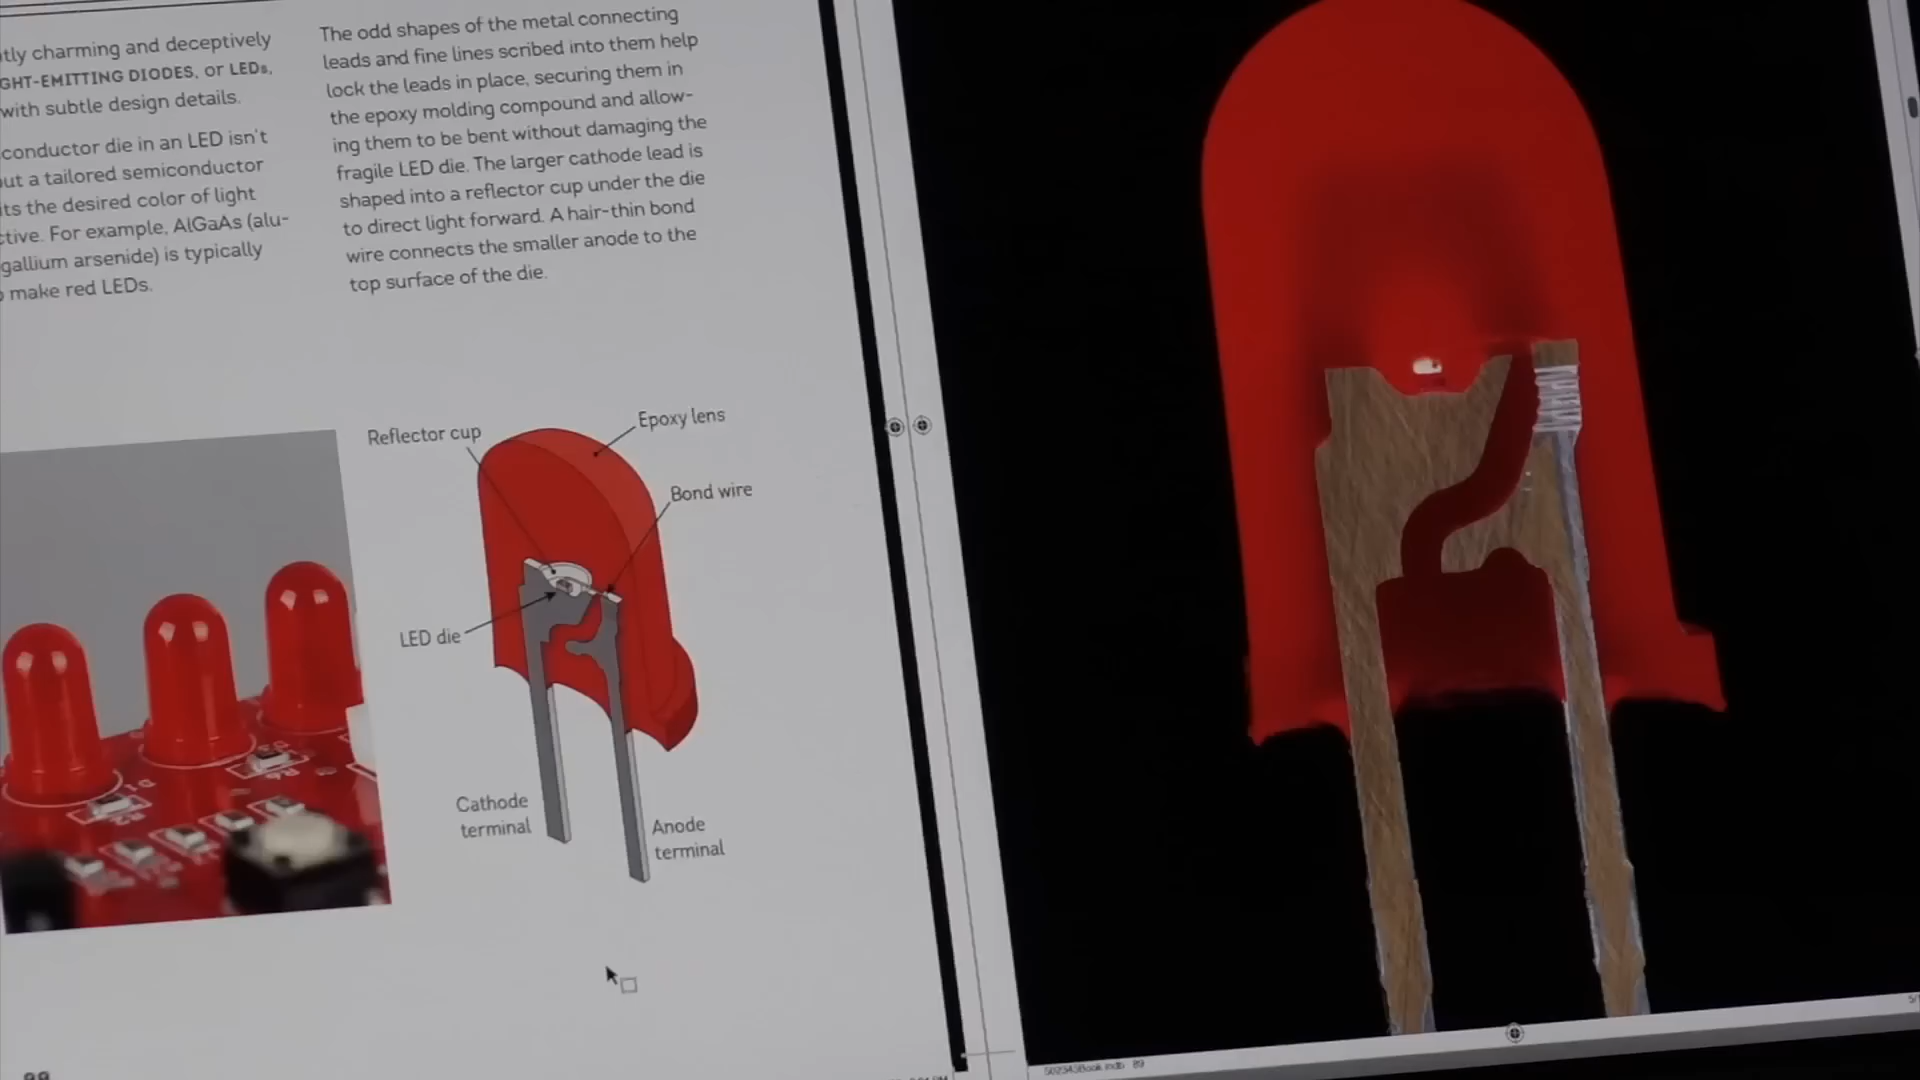 tly charming and deceptively
GHT-EMITTING DIODES, or LEDs,
with subtle design details.
conductor die in an LED isn't
ut a tailored semiconductor
its the desired color of light
ctive. For example, AlGaAs (alu-
gallium arsenide) is typically
make red LEDs.
The odd shapes of the metal connecting
leads and fine lines scribed into them help
lock the leads in place, securing them in
the epoxy molding compound and allow-
ing them to be bent without damaging the
fragile LED die. The larger cathode lead is
shaped into a reflector cup under the die
to direct light forward. A hair-thin bond
wire connects the smaller anode to the
top surface of the die.
Reflector cup
Epoxy lens
Bond wire
LED die
Cathode
terminal
Anode
terminal
R6
D1
R2